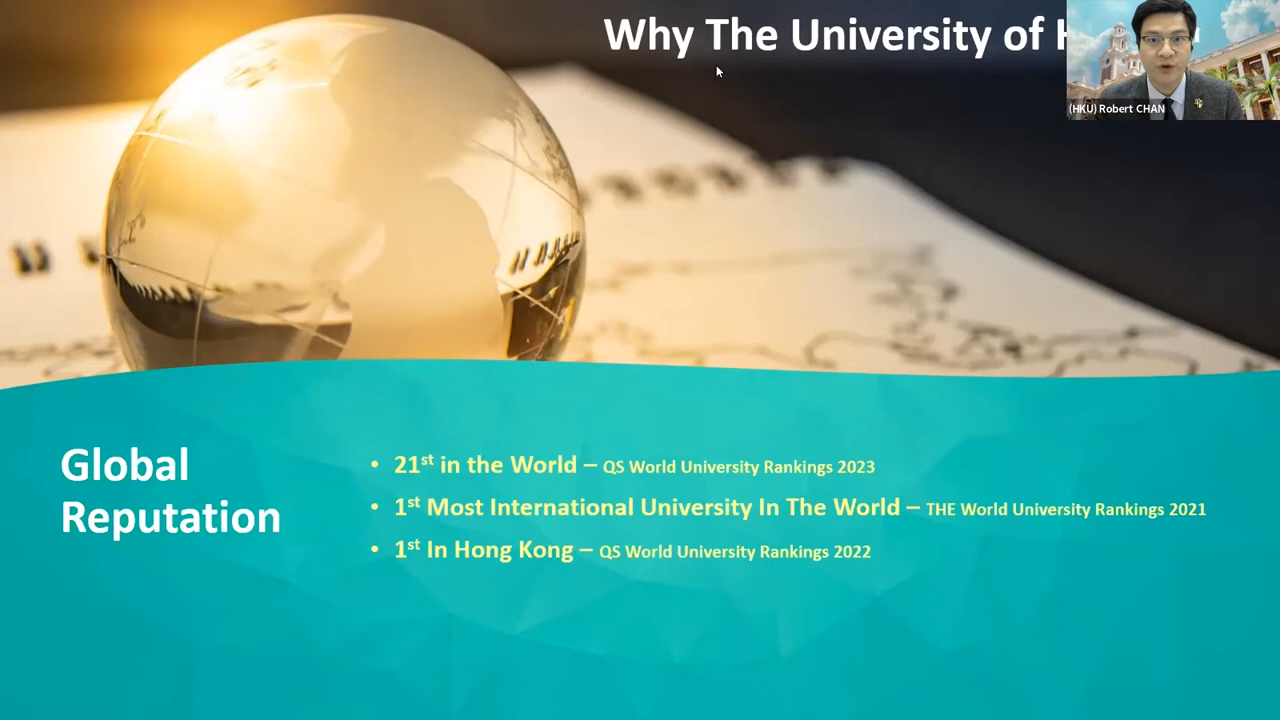 Why The University of H
(HKU) Robert CHAN
Global
Reputation
• 21st in the World – QS World University Rankings 2023
• 1st Most International University In The World – THE World University Rankings 2021
• 1st In Hong Kong – QS World University Rankings 2022